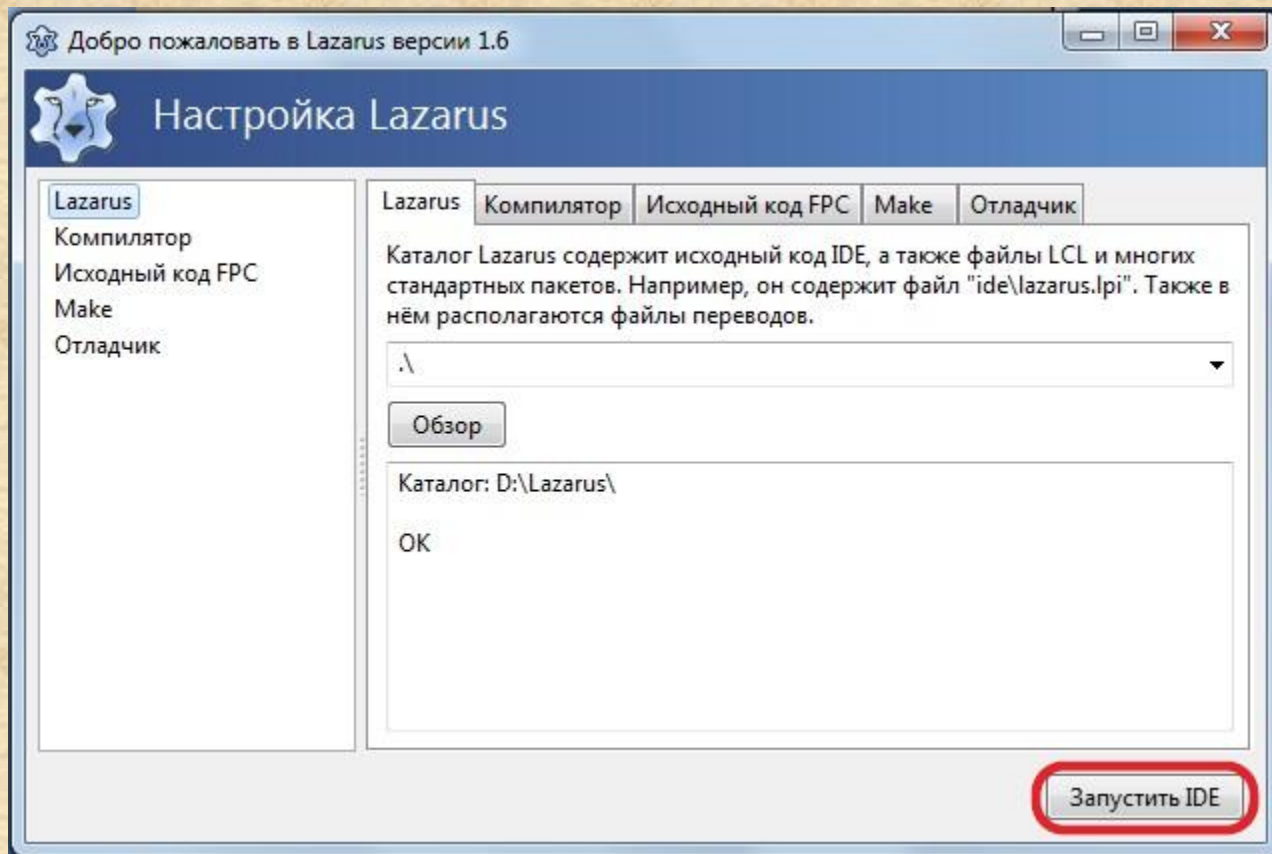 Добро пожаловать в Lazarus версии 1.6
Настройка Lazarus
Lazarus
Компилятор
Исходный код FPC
Make
Отладчик
Lazarus Компилятор Исходный код FPC Make Отладчик
Каталог Lazarus содержит исходный код IDE, а также файлы LCL и многих
стандартных пакетов. Например, он содержит файл "ide\lazarus.lpi". Также в
нём располагаются файлы переводов.
.\
Обзор
Каталог: D:\Lazarus\
OK
Запустить IDE